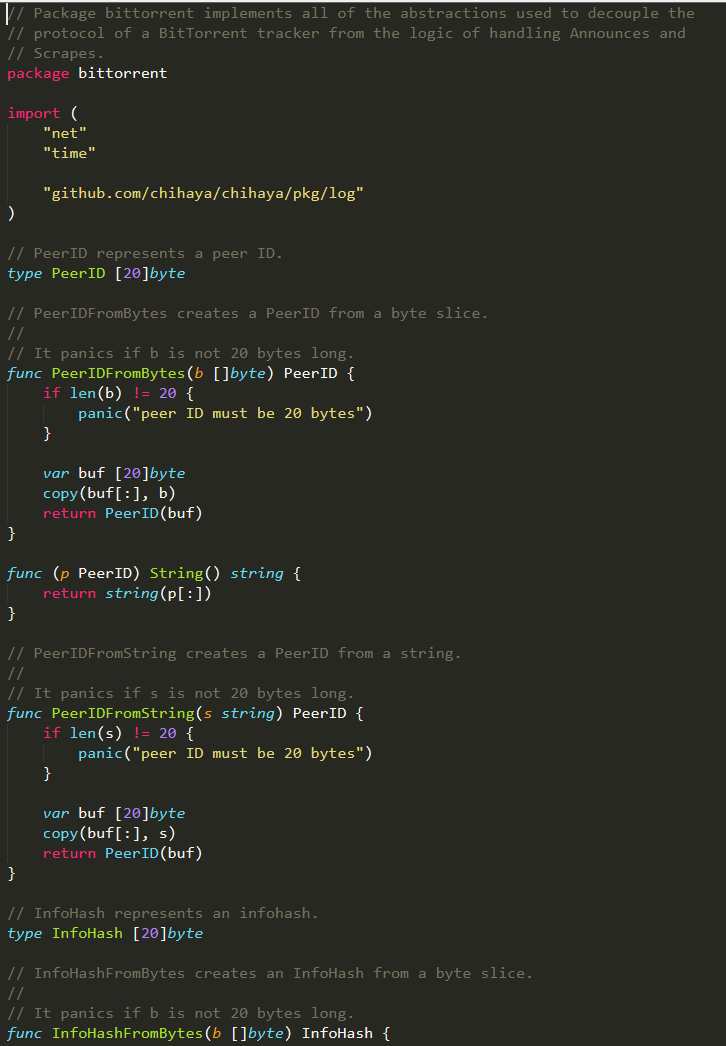 // Package bittorrent implements all of the abstractions used to decouple the
// protocol of a BitTorrent tracker from the logic of handling Announces and
// Scrapes.
package bittorrent

import (
    "net"
    "time"

    "github.com/chihaya/chihaya/pkg/log"
)

// PeerID represents a peer ID.
type PeerID [20]byte

// PeerIDFromBytes creates a PeerID from a byte slice.
//
// It panics if b is not 20 bytes long.
func PeerIDFromBytes(b []byte) PeerID {
    if len(b) != 20 {
        panic("peer ID must be 20 bytes")
    }

    var buf [20]byte
    copy(buf[:], b)
    return PeerID(buf)
}

func (p PeerID) String() string {
    return string(p[:])
}

// PeerIDFromString creates a PeerID from a string.
//
// It panics if s is not 20 bytes long.
func PeerIDFromString(s string) PeerID {
    if len(s) != 20 {
        panic("peer ID must be 20 bytes")
    }

    var buf [20]byte
    copy(buf[:], s)
    return PeerID(buf)
}

// InfoHash represents an infohash.
type InfoHash [20]byte

// InfoHashFromBytes creates an InfoHash from a byte slice.
//
// It panics if b is not 20 bytes long.
func InfoHashFromBytes(b []byte) InfoHash {